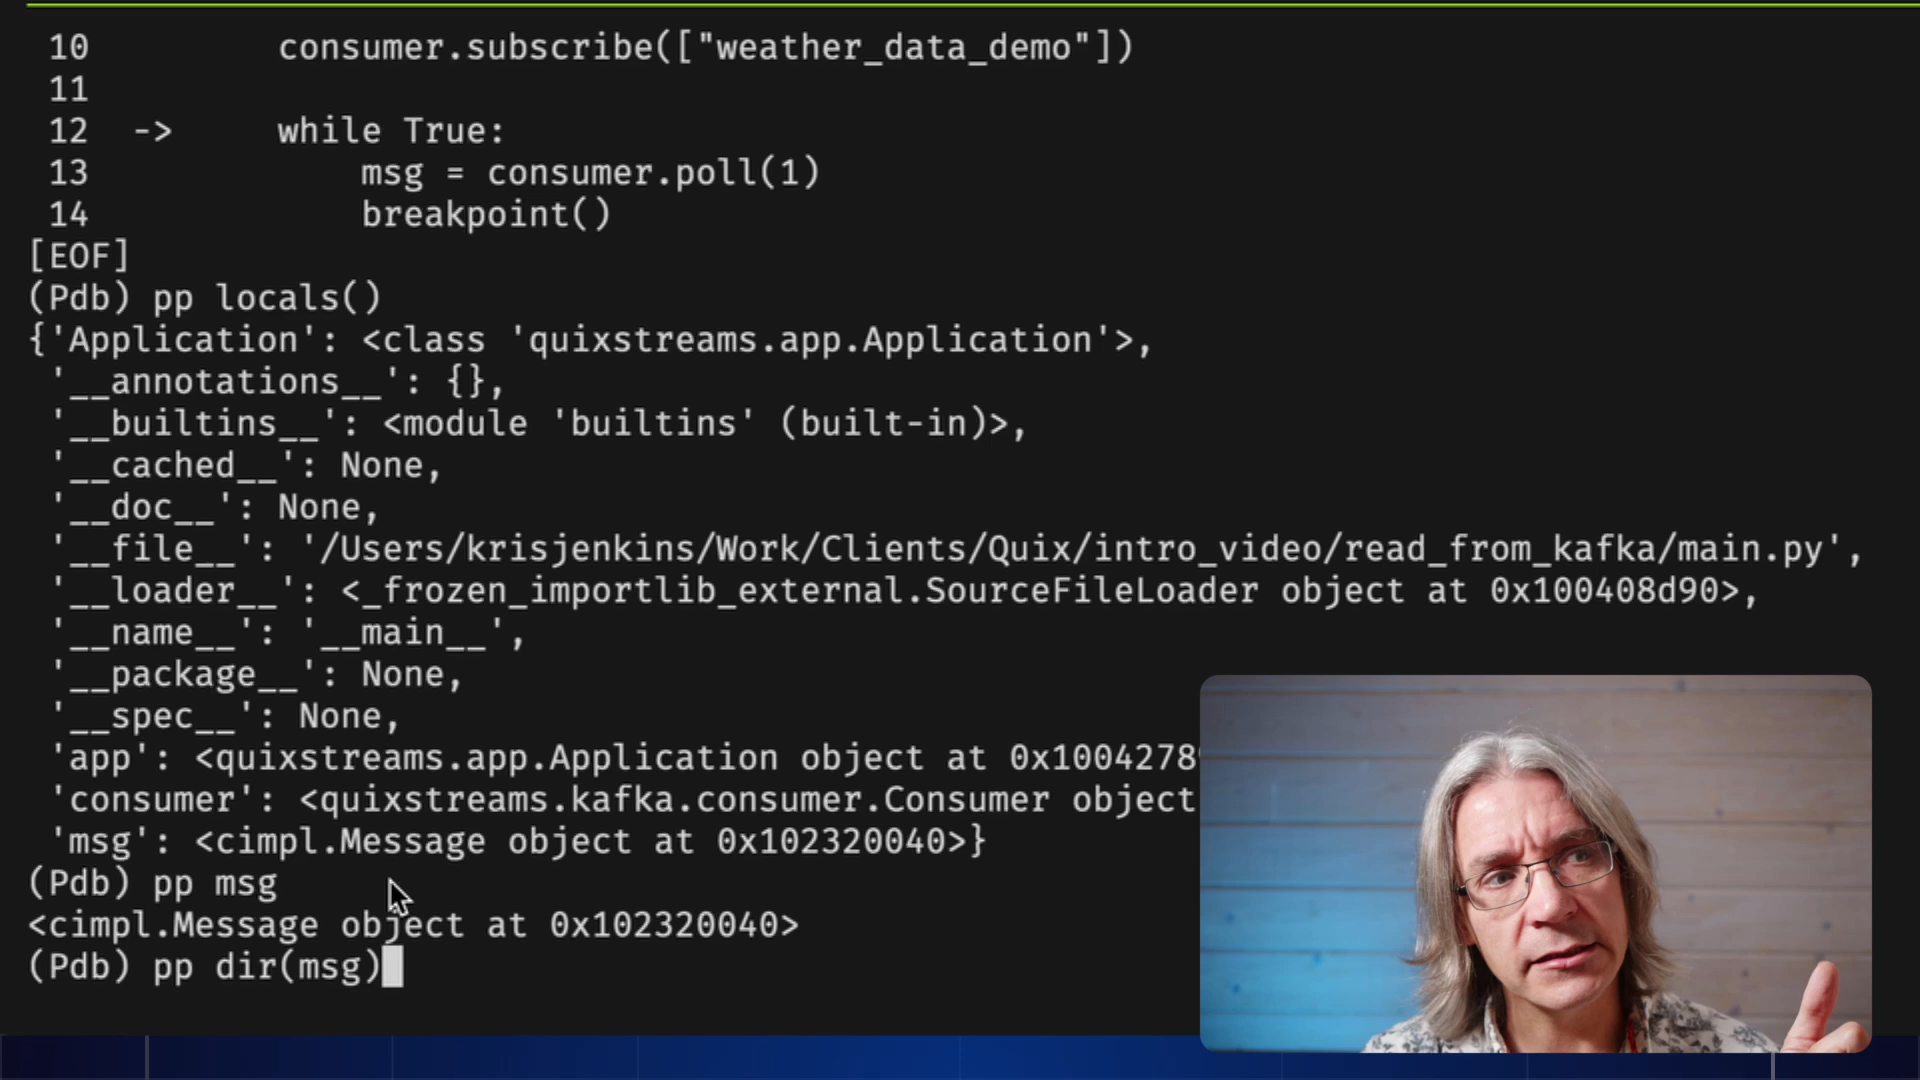 10 consumer.subscribe(["weather_data_demo"])
11
12 -> while True:
13 msg = consumer.poll(1)
14 breakpoint()
[EOF]
(Pdb) pp locals()
{'Application': <class 'quixstreams.app.Application'>,
'__annotations__': {},
'__builtins__': <module 'builtins' (built-in)>,
'__cached__': None,
'__doc__': None,
'__file__': '/Users/krisjenkins/Work/Clients/Quix/intro_video/read_from_kafka/main.py',
'__loader__': <_frozen_importlib_external.SourceFileLoader object at 0x100408d90>,
'__name__': '__main__',
'__package__': None,
'__spec__': None,
'app': <quixstreams.app.Application object at 0x1004278
'consumer': <quixstreams.kafka.consumer.Consumer object
'msg': <cimpl.Message object at 0x102320040>}
(Pdb) pp msg
<cimpl.Message object at 0x102320040>
(Pdb) pp dir(msg)